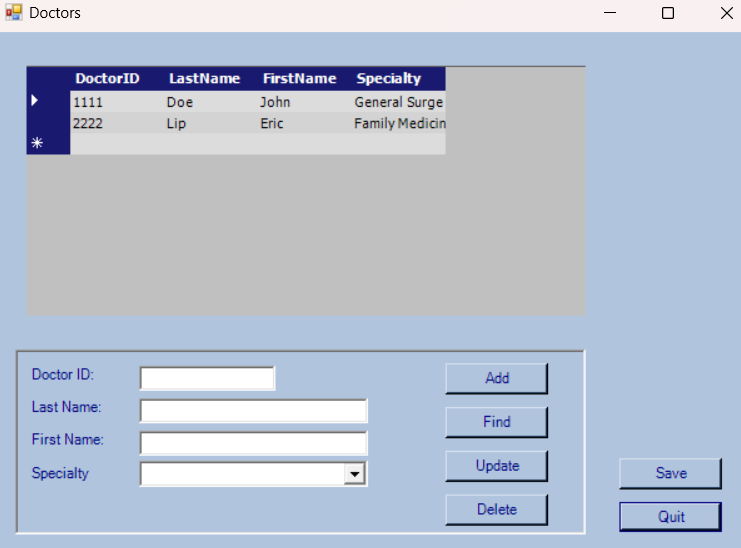 Doctors
DoctorID LastName FirstName Specialty
1111 Doe John General Surge
2222 Lip Eric Family Medicin
Doctor ID:
Add
Last Name:
Find
First Name:
Update
Specialty
Save
Delete
Quit